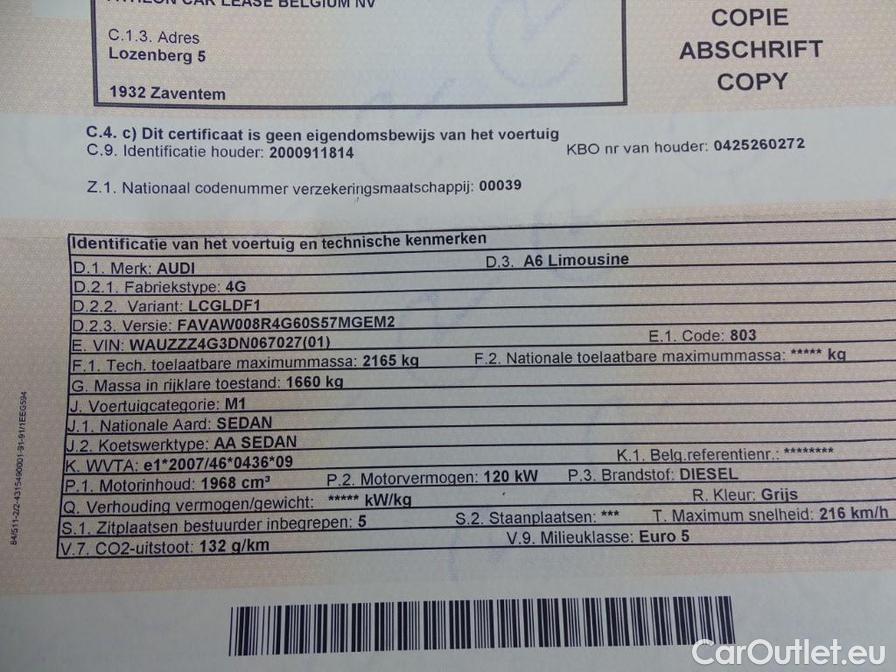 CAR LEASE BELGIUM NV
C.1.3. Adres
Lozenberg 5
1932 Zaventem
COPIE
ABSCHRIFT
COPY
C.4. c) Dit certificaat is geen eigendomsbewijs van het voertuig
C.9. Identificatie houder: 2000911814 KBO nr van houder: 0425260272
Z.1. Nationaal codenummer verzekeringsmaatschappij: 00039
Identificatie van het voertuig en technische kenmerken
D.1. Merk: AUDI D.3. A6 Limousine
D.2.1. Fabriekstype: 4G
D.2.2. Variant: LCGLDF1
D.2.3. Versie: FAVAW008R4G60S57MGEM2
E. VIN: WAUZZZ4G3DN067027(01) E.1. Code: 803
F.1. Tech. toelaatbare maximummassa: 2165 kg F.2. Nationale toelaatbare maximummassa: ***** kg
G. Massa in rijklare toestand: 1660 kg
J. Voertuigcategorie: M1
J.1. Nationale Aard: SEDAN
J.2. Koetswerktype: AA SEDAN
K. WVTA: e1*2007/46*0436*09 K.1. Belg.referentienr.: ********
P.1. Motorinhoud: 1968 cm³ P.2. Motorvermogen: 120 kW P.3. Brandstof: DIESEL
Q. Verhouding vermogen/gewicht: ***** kW/kg R. Kleur: Grijs
S.1. Zitplaatsen bestuurder inbegrepen: 5 S.2. Staanplaatsen: *** T. Maximum snelheid: 216 km/h
V.7. CO2-uitstoot: 132 g/km V.9. Milieuklasse: Euro 5
CarOutlet.eu